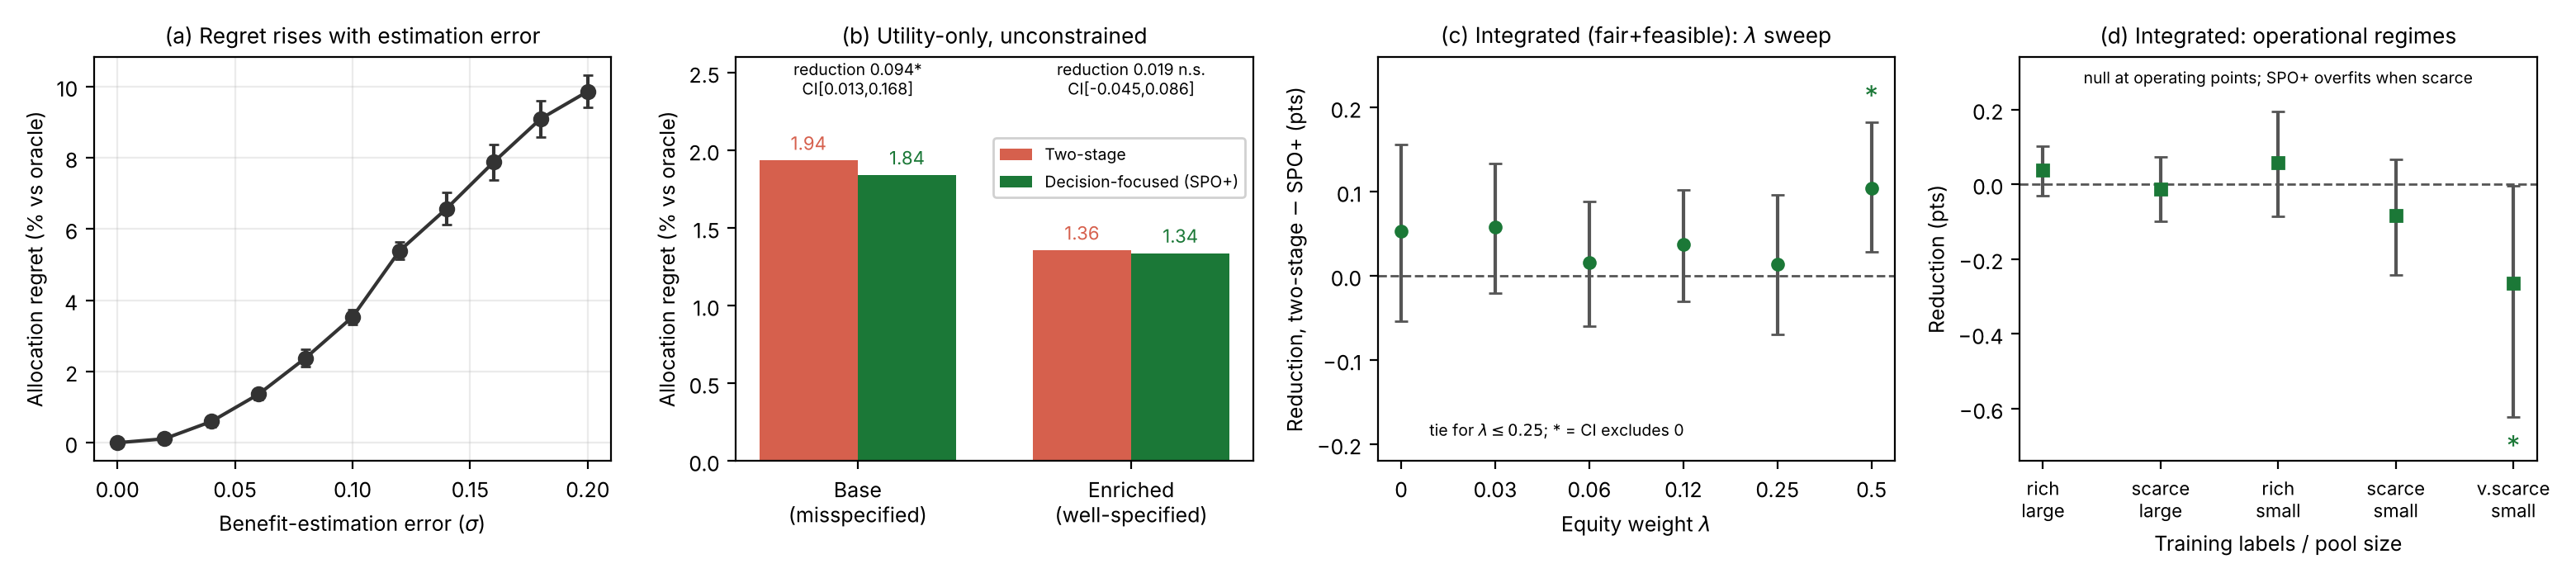 (a) Regret rises with estimation error
Allocation regret (% vs oracle)
10
8
6
4
2
0
0.00 0.05 0.10 0.15 0.20
Benefit-estimation error (σ)
(b) Utility-only, unconstrained
Allocation regret (% vs oracle)
2.5
2.0
1.5
1.0
0.5
0.0
reduction 0.094*
CI[0.013,0.168]
reduction 0.019 n.s.
CI[-0.045,0.086]
Two-stage
Decision-focused (SPO+)
1.94
1.84
1.36
1.34
Base
(misspecified)
Enriched
(well-specified)
(c) Integrated (fair+feasible): λ sweep
Reduction, two-stage − SPO+ (pts)
0.2
0.1
0.0
−0.1
−0.2
*
tie for λ ≤ 0.25; * = CI excludes 0
0 0.03 0.06 0.12 0.25 0.5
Equity weight λ
(d) Integrated: operational regimes
null at operating points; SPO+ overfits when scarce
Reduction (pts)
0.2
0.0
−0.2
−0.4
−0.6
*
rich
large
scarce
large
rich
small
scarce
small
v.scarce
small
Training labels / pool size